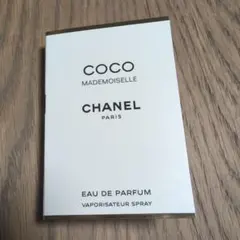 COCO
MADEMOISELLE
CHANEL
PARIS
EAU DE PARFUM
VAPORISATEUR SPRAY